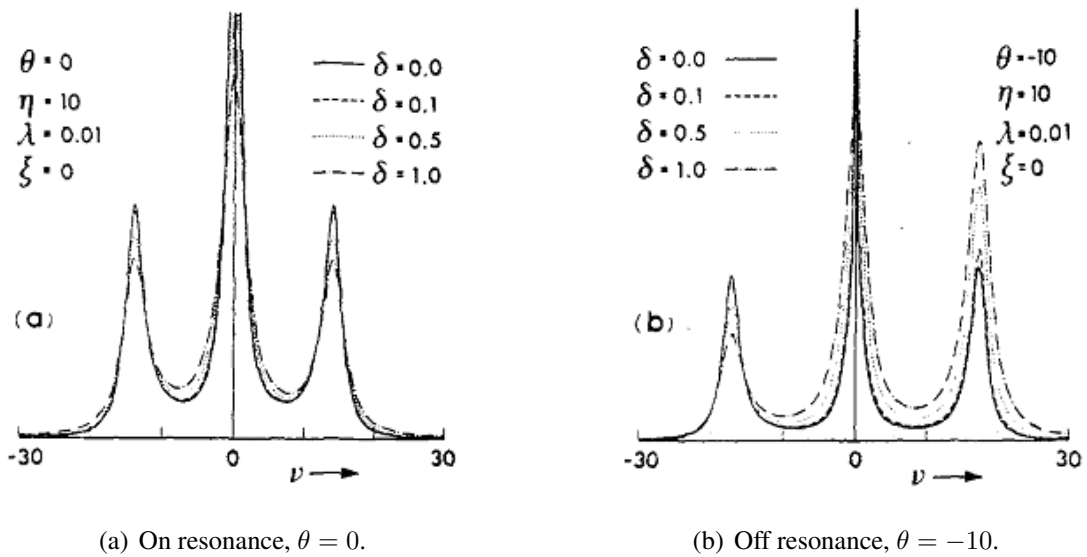 θ = 0
η = 10
λ = 0.01
ξ = 0
δ = 0.0
δ = 0.1
δ = 0.5
δ = 1.0
(a)
-30 0 30
ν
δ = 0.0
δ = 0.1
δ = 0.5
δ = 1.0
θ = -10
η = 10
λ = 0.01
ξ = 0
(b)
-30 0 30
ν
(a) On resonance, θ = 0.
(b) Off resonance, θ = −10.